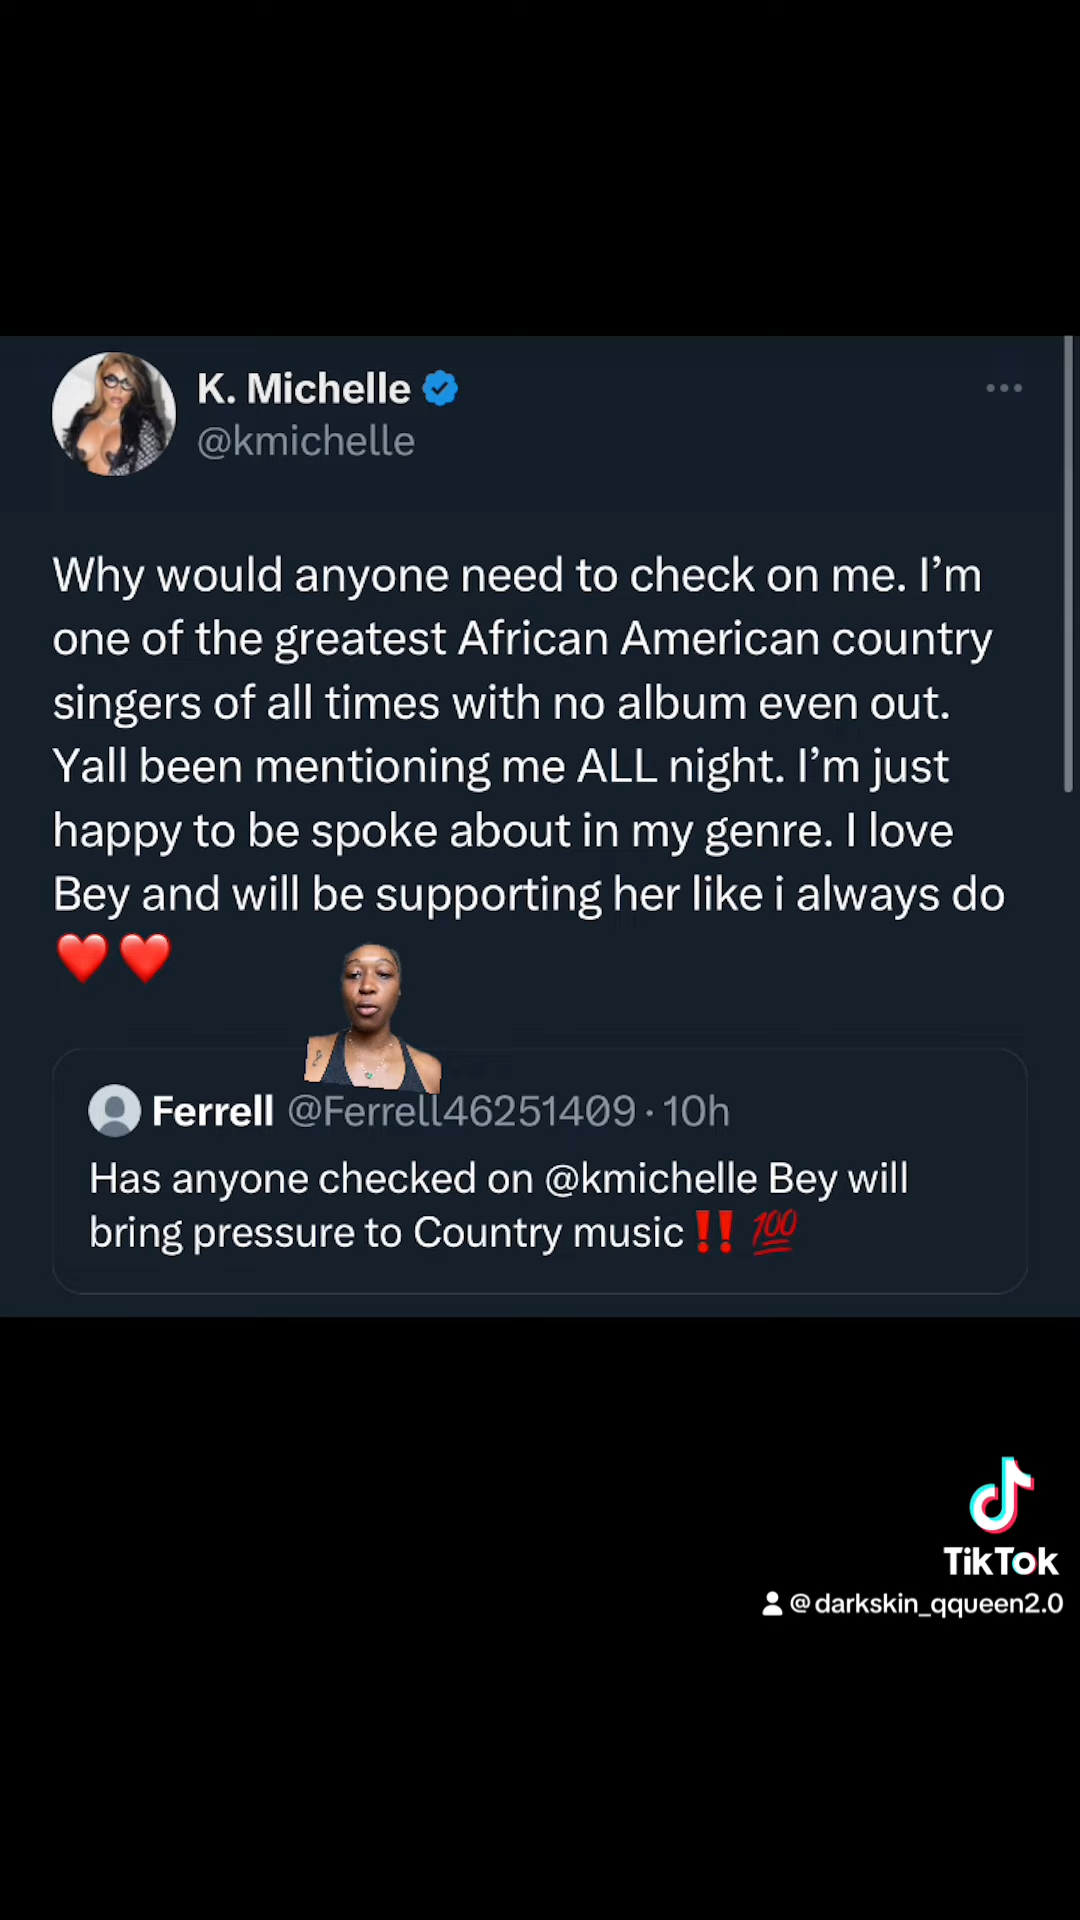 K. Michelle
@kmichelle
Why would anyone need to check on me. I’m
one of the greatest African American country
singers of all times with no album even out.
Yall been mentioning me ALL night. I’m just
happy to be spoke about in my genre. I love
Bey and will be supporting her like i always do
❤️❤️
Ferrell @Ferrell46251409 · 10h
Has anyone checked on @kmichelle Bey will
bring pressure to Country music‼️ 💯
TikTok
@darkskin_qqueen2.0